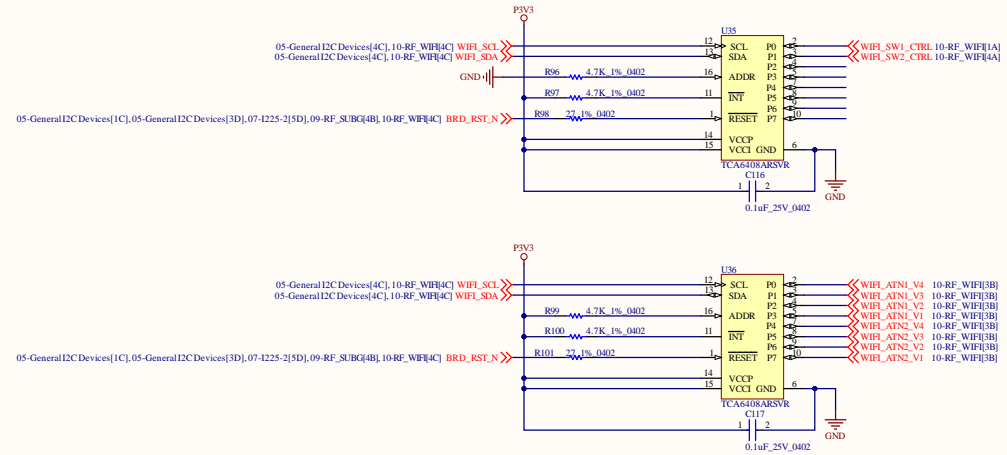 P3V3
U35
05-General I2C Devices[4C], 10-RF_WIFI[4C] WIFI_SCL 12 SCL P0 2 WIFI_SW1_CTRL 10-RF_WIFI[1A]
05-General I2C Devices[4C], 10-RF_WIFI[4C] WIFI_SDA 13 SDA P1 3 WIFI_SW2_CTRL 10-RF_WIFI[4A]
P2 4
GND R96 4.7K_1%_0402 16 ADDR P3 5
P4 7
R97 4.7K_1%_0402 11 INT P5 8
P6 9
05-General I2C Devices[1C], 05-General I2C Devices[3D], 07-I225-2[5D], 09-RF_SUBG[4B], 10-RF_WIFI[4C] BRD_RST_N R98 27_1%_0402 1 RESET P7 10
14 VCCP
15 VCCI GND 6
TCA6408ARSVR
C116
1 2
GND
0.1uF_25V_0402
P3V3
U36
05-General I2C Devices[4C], 10-RF_WIFI[4C] WIFI_SCL 12 SCL P0 2 WIFI_ATN1_V4 10-RF_WIFI[3B]
05-General I2C Devices[4C], 10-RF_WIFI[4C] WIFI_SDA 13 SDA P1 3 WIFI_ATN1_V3 10-RF_WIFI[3B]
P2 4 WIFI_ATN1_V2 10-RF_WIFI[3B]
R99 4.7K_1%_0402 16 ADDR P3 5 WIFI_ATN1_V1 10-RF_WIFI[3B]
P4 7 WIFI_ATN2_V4 10-RF_WIFI[3B]
R100 4.7K_1%_0402 11 INT P5 8 WIFI_ATN2_V3 10-RF_WIFI[3B]
P6 9 WIFI_ATN2_V2 10-RF_WIFI[3B]
05-General I2C Devices[1C], 05-General I2C Devices[3D], 07-I225-2[5D], 09-RF_SUBG[4B], 10-RF_WIFI[4C] BRD_RST_N R101 27_1%_0402 1 RESET P7 10 WIFI_ATN2_V1 10-RF_WIFI[3B]
14 VCCP
15 VCCI GND 6
TCA6408ARSVR
C117
1 2
GND
0.1uF_25V_0402